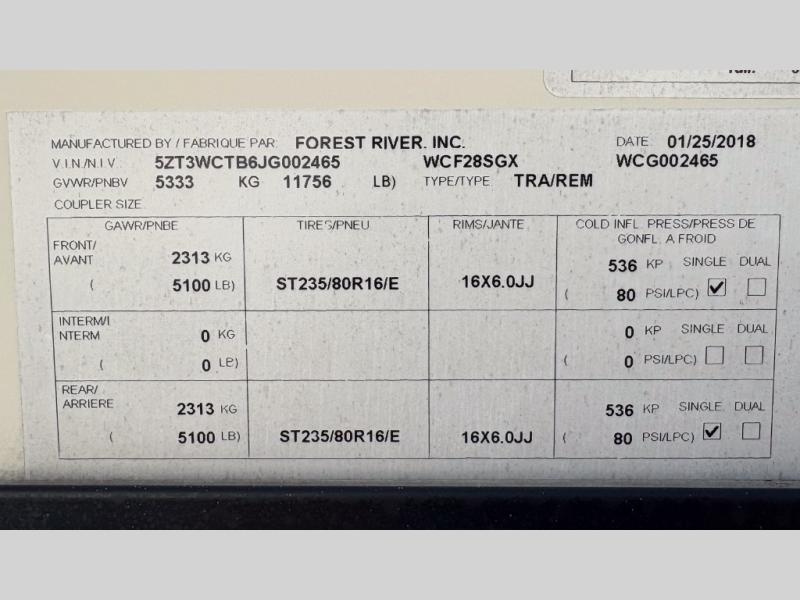 MANUFACTURED BY / FABRIQUE PAR: FOREST RIVER, INC. DATE: 01/25/2018
V.I.N/N.I.V. 5ZT3WCTB6JG002465 WCF28SGX WCG002465
GVWR/PNBV 5333 KG 11756 LB) TYPE/TYPE: TRA/REM
COUPLER SIZE
GAWR/PNBE TIRES/PNEU RIMS/JANTE COLD INFL. PRESS/PRESS DE
GONFL. A FROID
FRONT/
AVANT 2313 KG 536 KP SINGLE DUAL
( 5100 LB) ST235/80R16/E 16X6.0JJ ( 80 PSI/LPC)
INTERM/I
NTERM 0 KG 0 KP SINGLE DUAL
( 0 LB) ( 0 PSI/LPC)
REAR/
ARRIERE 2313 KG 536 KP SINGLE DUAL
( 5100 LB) ST235/80R16/E 16X6.0JJ ( 80 PSI/LPC)